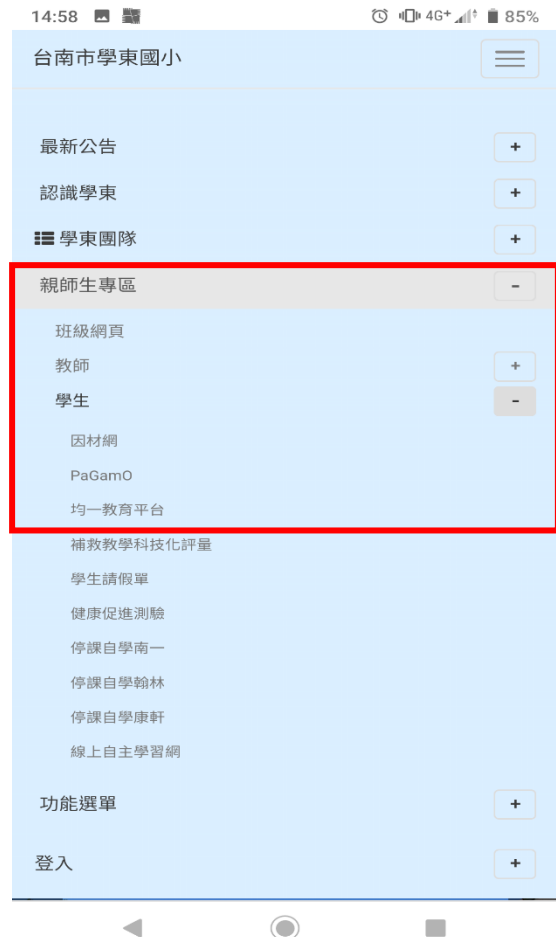 14:58 4G+ 85%
台南市學東國小
最新公告 +
認識學東 +
學東團隊 +
親師生專區 -
班級網頁
教師 +
學生 -
因材網
PaGamO
均一教育平台
補救教學科技化評量
學生請假單
健康促進測驗
停課自學南一
停課自學翰林
停課自學康軒
線上自主學習網
功能選單 +
登入 +